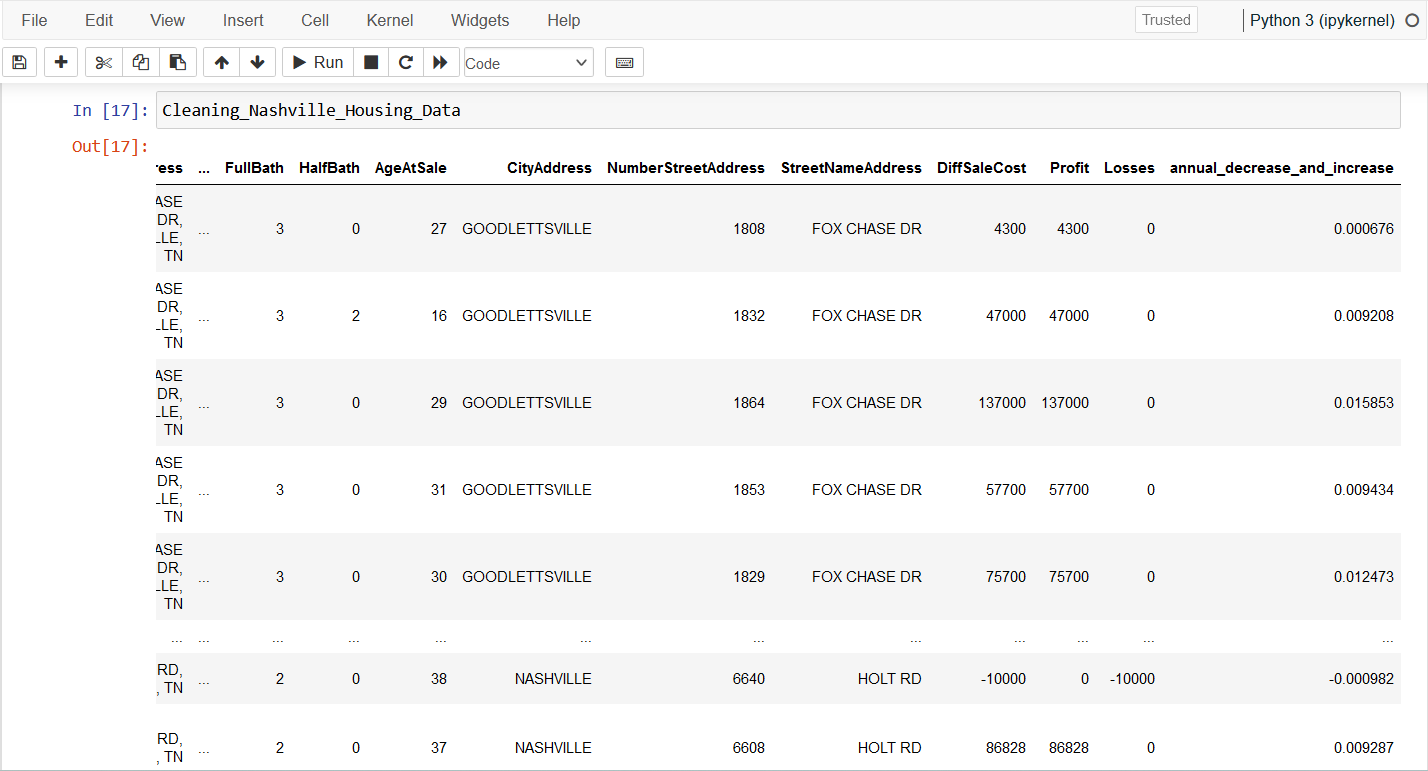 File Edit View Insert Cell Kernel Widgets Help Trusted Python 3 (ipykernel)
Run Code
In [17]: Cleaning_Nashville_Housing_Data
Out[17]:
ress ... FullBath HalfBath AgeAtSale CityAddress NumberStreetAddress StreetNameAddress DiffSaleCost Profit Losses annual_decrease_and_increase
ASE
DR,
LLE,
TN
... 3 0 27 GOODLETTSVILLE 1808 FOX CHASE DR 4300 4300 0 0.000676
ASE
DR,
LLE,
TN
... 3 2 16 GOODLETTSVILLE 1832 FOX CHASE DR 47000 47000 0 0.009208
ASE
DR,
LLE,
TN
... 3 0 29 GOODLETTSVILLE 1864 FOX CHASE DR 137000 137000 0 0.015853
ASE
DR,
LLE,
TN
... 3 0 31 GOODLETTSVILLE 1853 FOX CHASE DR 57700 57700 0 0.009434
ASE
DR,
LLE,
TN
... 3 0 30 GOODLETTSVILLE 1829 FOX CHASE DR 75700 75700 0 0.012473
... ... ... ... ... ... ... ... ... ... ... ...
RD,
, TN
... 2 0 38 NASHVILLE 6640 HOLT RD -10000 0 -10000 -0.000982
RD,
, TN
... 2 0 37 NASHVILLE 6608 HOLT RD 86828 86828 0 0.009287